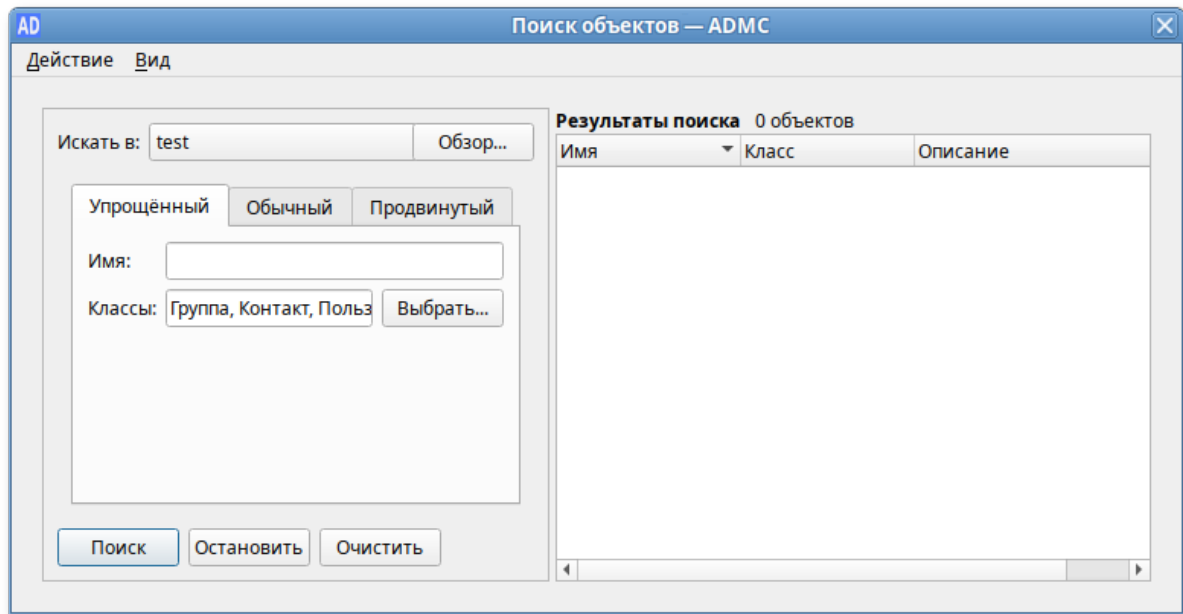 AD Поиск объектов — ADMC
Действие Вид
Искать в: test Обзор...
Упрощённый Обычный Продвинутый
Имя:
Классы: Группа, Контакт, Польз Выбрать...
Поиск Остановить Очистить
Результаты поиска 0 объектов
Имя Класс Описание